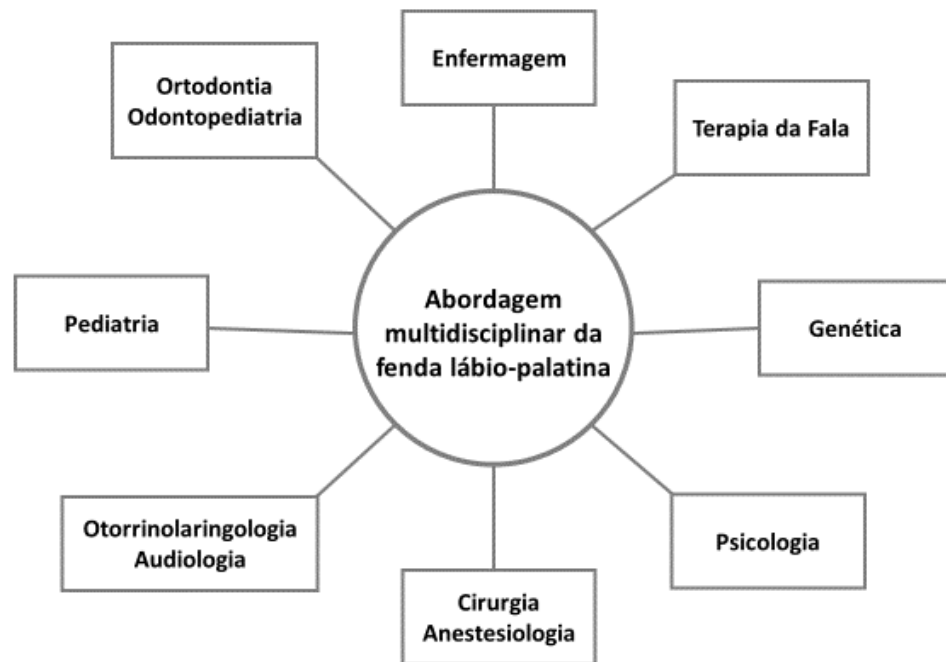 Enfermagem
Ortodontia
Odontopediatria
Terapia da Fala
Pediatria
Abordagem
multidisciplinar da
fenda lábio-palatina
Genética
Otorrinolaringologia
Audiologia
Psicologia
Cirurgia
Anestesiologia